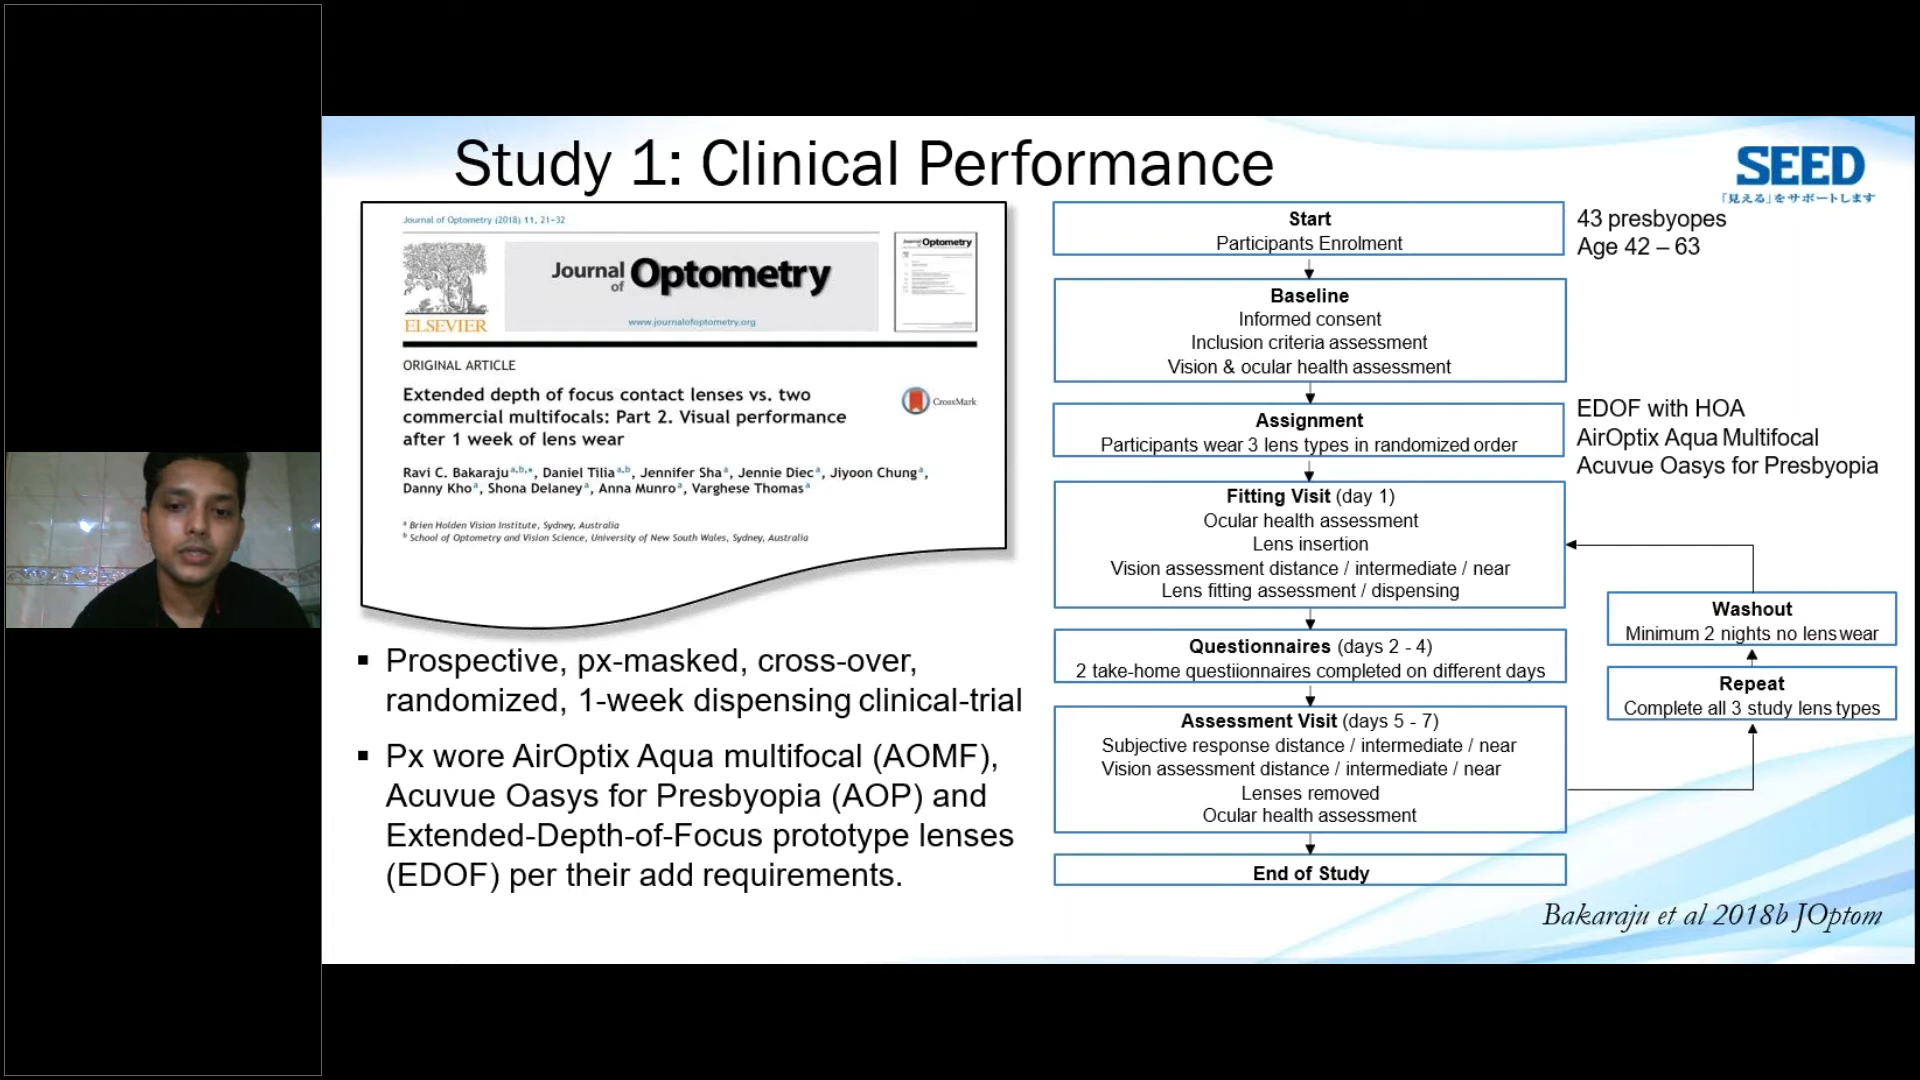 Study 1: Clinical Performance
SEED
「見える」をサポートします
Journal of Optometry (2018) 11, 21-32
ELSEVIER
Journal of Optometry
www.journalofoptometry.org
Journal of Optometry
ORIGINAL ARTICLE
Extended depth of focus contact lenses vs. two
commercial multifocals: Part 2. Visual performance
after 1 week of lens wear
CrossMark
Ravi C. Bakaraju a,b,*, Daniel Tilia a,b, Jennifer Sha a, Jennie Diec a, Jiyoon Chung a,
Danny Kho a, Shona Delaney a, Anna Munro a, Varghese Thomas a
a Brien Holden Vision Institute, Sydney, Australia
b School of Optometry and Vision Science, University of New South Wales, Sydney, Australia
▪ Prospective, px-masked, cross-over,
randomized, 1-week dispensing clinical-trial
▪ Px wore AirOptix Aqua multifocal (AOMF),
Acuvue Oasys for Presbyopia (AOP) and
Extended-Depth-of-Focus prototype lenses
(EDOF) per their add requirements.
Start
Participants Enrolment
43 presbyopes
Age 42 – 63
Baseline
Informed consent
Inclusion criteria assessment
Vision & ocular health assessment
Assignment
Participants wear 3 lens types in randomized order
EDOF with HOA
AirOptix Aqua Multifocal
Acuvue Oasys for Presbyopia
Fitting Visit (day 1)
Ocular health assessment
Lens insertion
Vision assessment distance / intermediate / near
Lens fitting assessment / dispensing
Questionnaires (days 2 - 4)
2 take-home questiionnaires completed on different days
Assessment Visit (days 5 - 7)
Subjective response distance / intermediate / near
Vision assessment distance / intermediate / near
Lenses removed
Ocular health assessment
End of Study
Washout
Minimum 2 nights no lens wear
Repeat
Complete all 3 study lens types
Bakaraju et al 2018b JOptom